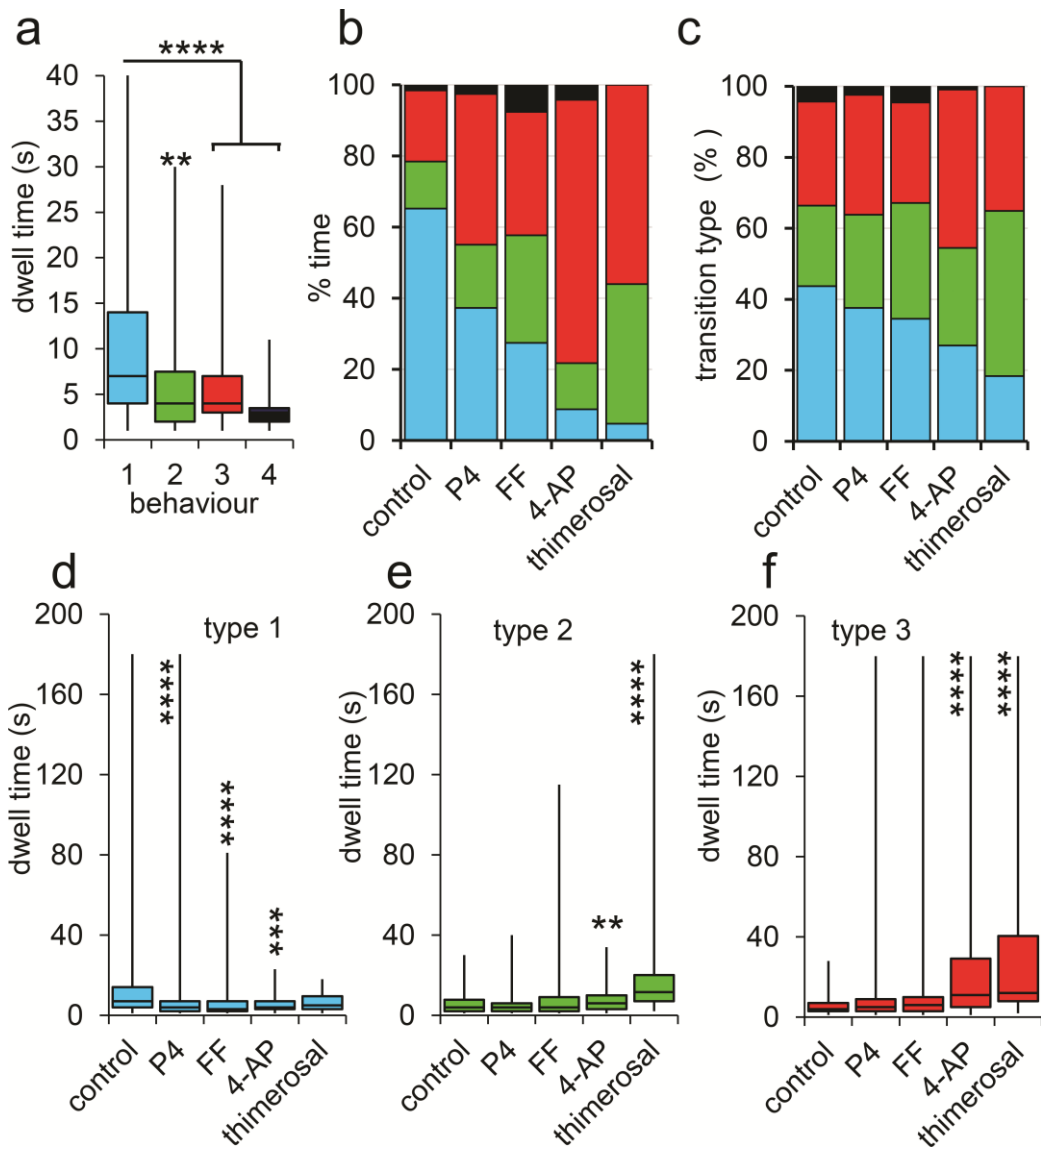 a
****
**
40
35
30
25
20
15
10
5
0
dwell time (s)
1 2 3 4
behaviour
b
100
80
60
40
20
0
% time
control P4 FF 4-AP thimerosal
c
100
80
60
40
20
0
transition type (%)
control P4 FF 4-AP thimerosal
d
type 1
200
160
120
80
40
0
dwell time (s)
****
****
***
control P4 FF 4-AP thimerosal
e
type 2
200
160
120
80
40
0
dwell time (s)
**
****
control P4 FF 4-AP thimerosal
f
type 3
200
160
120
80
40
0
dwell time (s)
****
****
control P4 FF 4-AP thimerosal